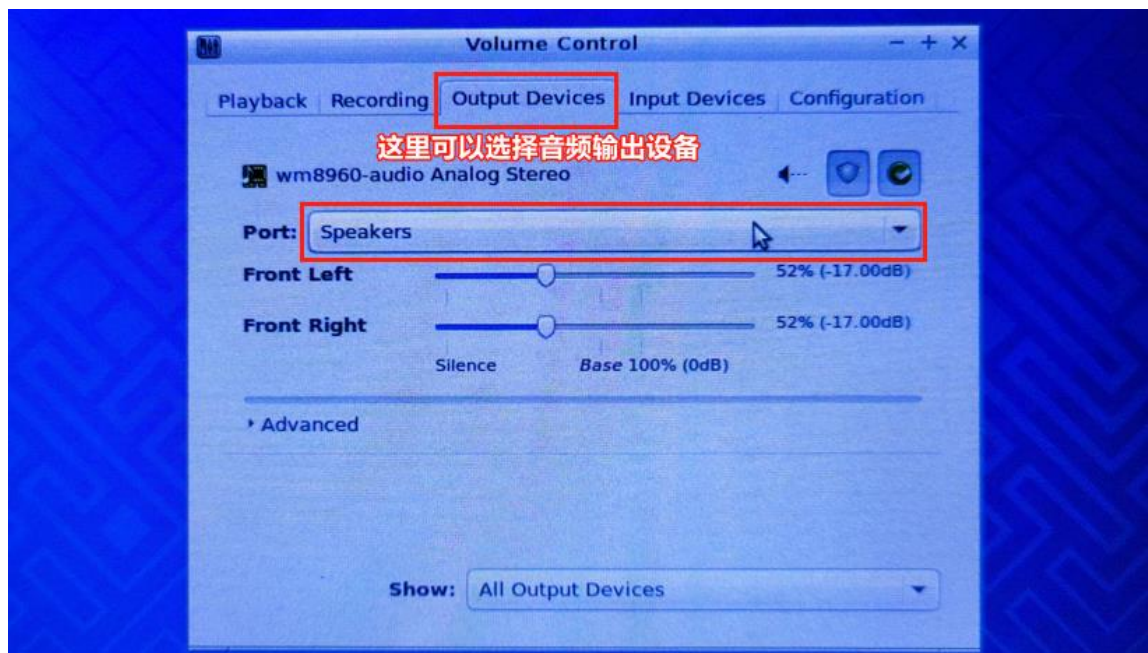 Volume Control
Playback Recording Output Devices Input Devices Configuration
这里可以选择音频输出设备
wm8960-audio Analog Stereo
Port: Speakers
Front Left 52% (-17.00dB)
Front Right 52% (-17.00dB)
Silence Base 100% (0dB)
Advanced
Show: All Output Devices